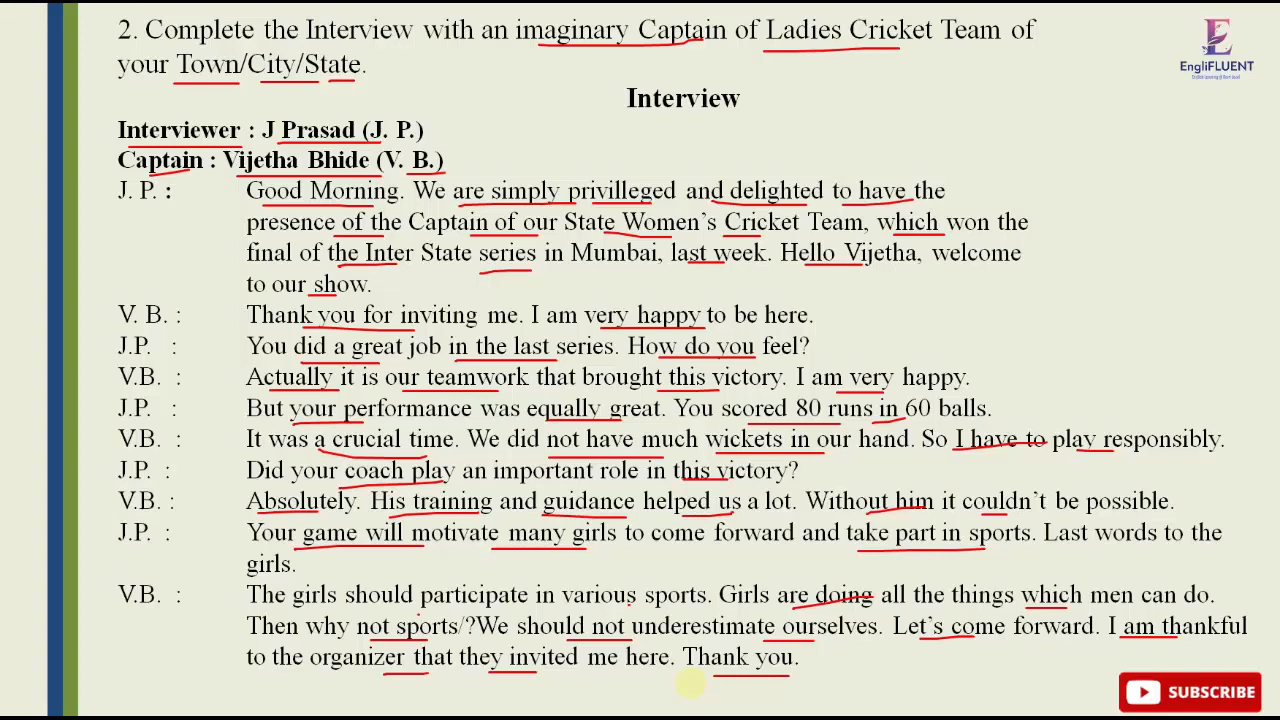 2. Complete the Interview with an imaginary Captain of Ladies Cricket Team of
your Town/City/State.
EngliFLUENT
Interview
Interviewer : J Prasad (J. P.)
Captain : Vijetha Bhide (V. B.)
J. P. : Good Morning. We are simply privilleged and delighted to have the
presence of the Captain of our State Women's Cricket Team, which won the
final of the Inter State series in Mumbai, last week. Hello Vijetha, welcome
to our show.
V. B. : Thank you for inviting me. I am very happy to be here.
J.P. : You did a great job in the last series. How do you feel?
V.B. : Actually it is our teamwork that brought this victory. I am very happy.
J.P. : But your performance was equally great. You scored 80 runs in 60 balls.
V.B. : It was a crucial time. We did not have much wickets in our hand. So I have to play responsibly.
J.P. : Did your coach play an important role in this victory?
V.B. : Absolutely. His training and guidance helped us a lot. Without him it couldn't be possible.
J.P. : Your game will motivate many girls to come forward and take part in sports. Last words to the
girls.
V.B. : The girls should participate in various sports. Girls are doing all the things which men can do.
Then why not sports/?We should not underestimate ourselves. Let's come forward. I am thankful
to the organizer that they invited me here. Thank you.
SUBSCRIBE